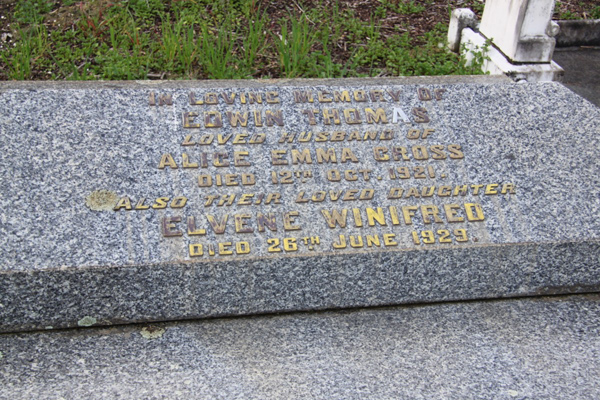 IN LOVING MEMORY OF
EDWIN THOMAS
LOVED HUSBAND OF
ALICE EMMA CROSS
DIED 12TH OCT. 1921.
ALSO THEIR LOVED DAUGHTER
ELVENE WINIFRED
DIED 26TH JUNE 1929.